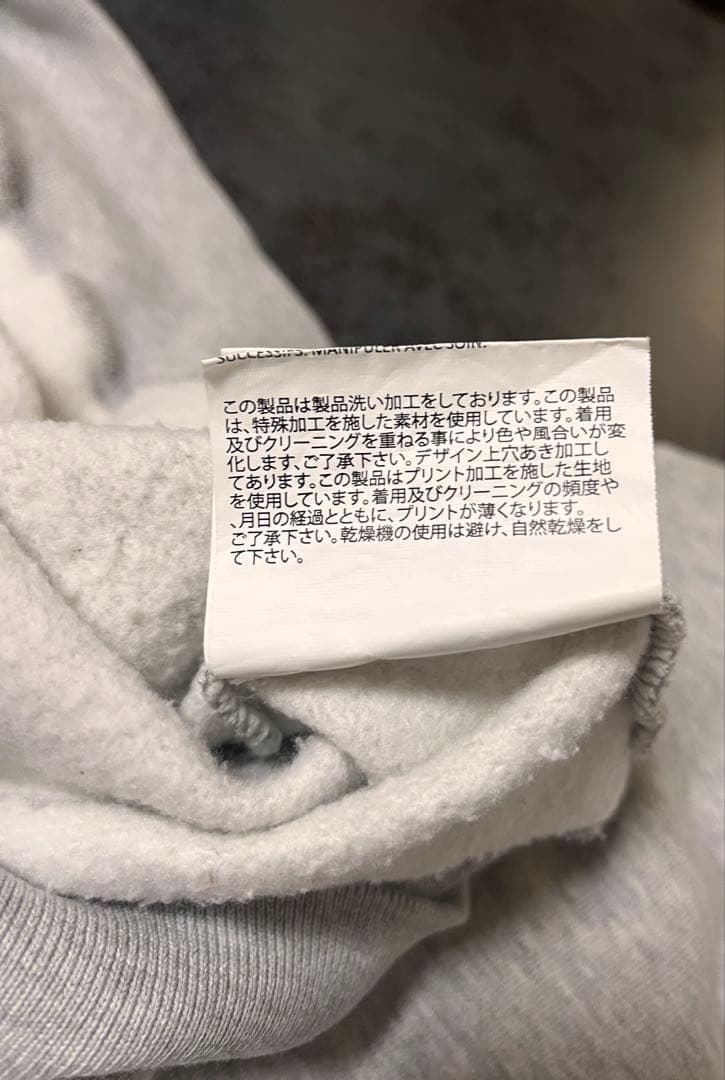 SUCCESSIFS. MANIPULER AVEC SOIN.
この製品は製品洗い加工をしております。この製品
は、特殊加工を施した素材を使用しています。着用
及びクリーニングを重ねる事により色や風合いが変
化します、ご了承下さい。デザイン上穴あき加工し
てあります。この製品はプリント加工を施した生地
を使用しています。着用及びクリーニングの頻度や
、月日の経過とともに、プリントが薄くなります。
ご了承下さい。乾燥機の使用は避け、自然乾燥をし
て下さい。